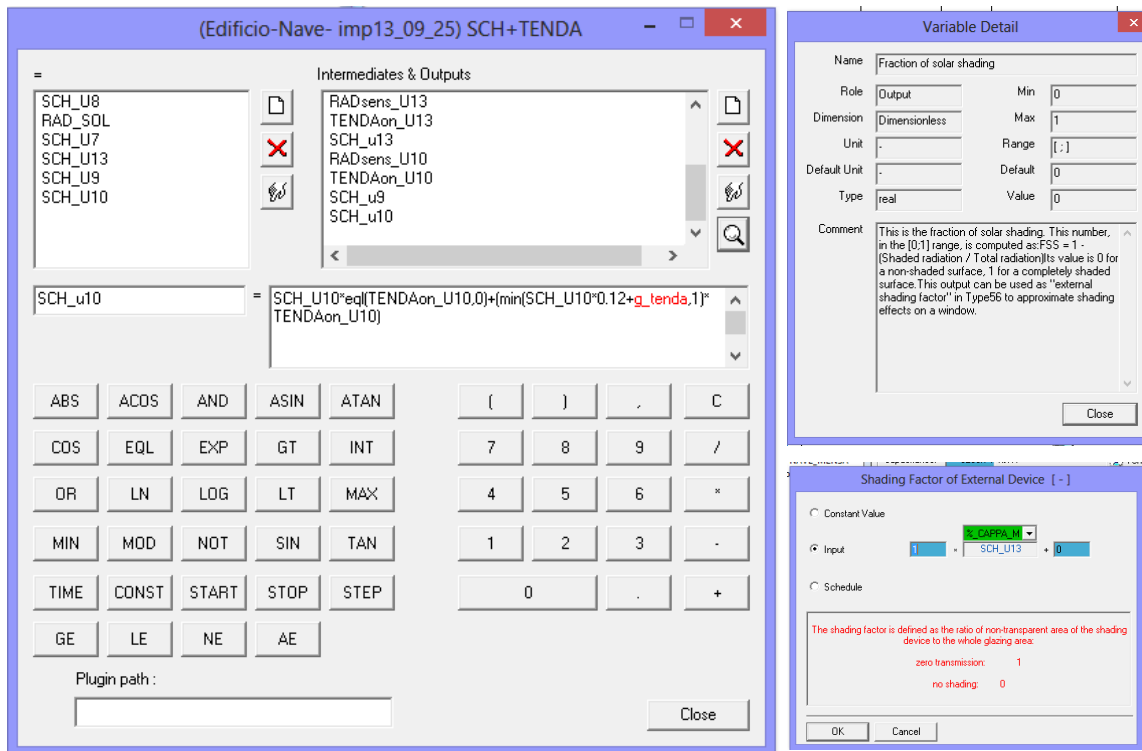 (Edificio-Nave- imp13_09_25) SCH+TENDA
=
Intermediates & Outputs
SCH_U8
RAD_SOL
SCH_U7
SCH_U13
SCH_U9
SCH_U10
RADsens_U13
TENDAon_U13
SCH_u13
RADsens_U10
TENDAon_U10
SCH_u9
SCH_u10
SCH_u10
=
SCH_U10*eql(TENDAon_U10,0)+(min(SCH_U10*0.12+g_tenda,1)*
TENDAon_U10)
ABS ACOS AND ASIN ATAN ( ) , C
COS EQL EXP GT INT 7 8 9 /
OR LN LOG LT MAX 4 5 6 *
MIN MOD NOT SIN TAN 1 2 3 -
TIME CONST START STOP STEP 0 . +
GE LE NE AE
Plugin path :
Close
Variable Detail
Name Fraction of solar shading
Role Output Min 0
Dimension Dimensionless Max 1
Unit - Range [ ; ]
Default Unit - Default 0
Type real Value 0
Comment
This is the fraction of solar shading. This number,
in the [0;1] range, is computed as:FSS = 1 -
(Shaded radiation / Total radiation)Its value is 0 for
a non-shaded surface, 1 for a completely shaded
surface.This output can be used as "external
shading factor" in Type56 to approximate shading
effects on a window.
Close
Shading Factor of External Device [ - ]
Constant Value
%_CAPPA_M
Input 1 * SCH_U13 + 0
Schedule
The shading factor is defined as the ratio of non-transparent area of the shading
device to the whole glazing area:
zero transmission: 1
no shading: 0
OK Cancel